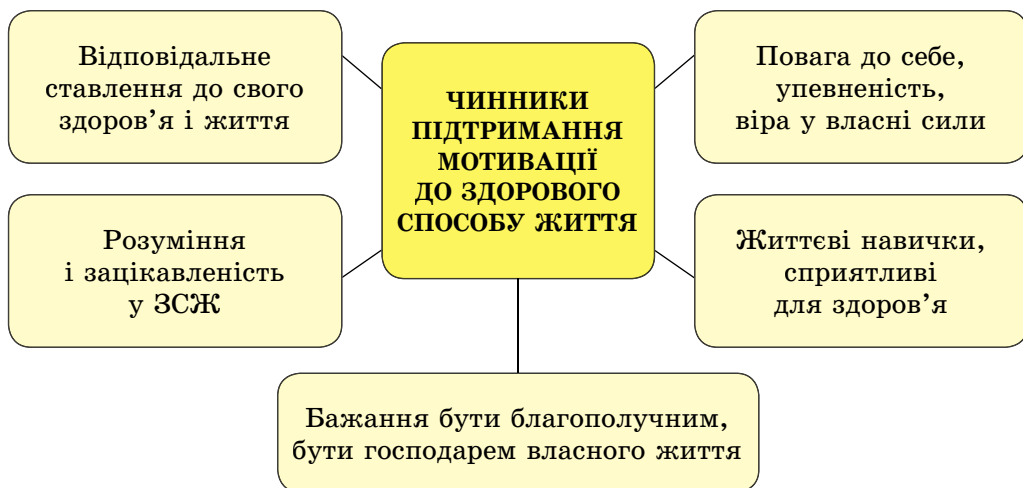 Відповідальне
ставлення до свого
здоров’я і життя
ЧИННИКИ
ПІДТРИМАННЯ
МОТИВАЦІЇ
ДО ЗДОРОВОГО
СПОСОБУ ЖИТТЯ
Повага до себе,
упевненість,
віра у власні сили
Розуміння
і зацікавленість
у ЗСЖ
Життєві навички,
сприятливі
для здоров’я
Бажання бути благополучним,
бути господарем власного життя